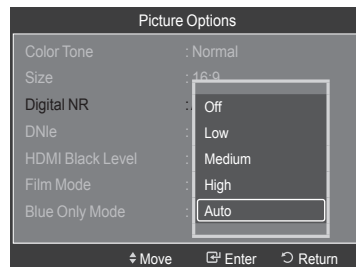 Picture Options
Color Tone : Normal
Size : 16:9
Digital NR :
Off
DNIe :
Low
HDMI Black Level :
Medium
Film Mode :
High
Blue Only Mode :
Auto
Move Enter Return